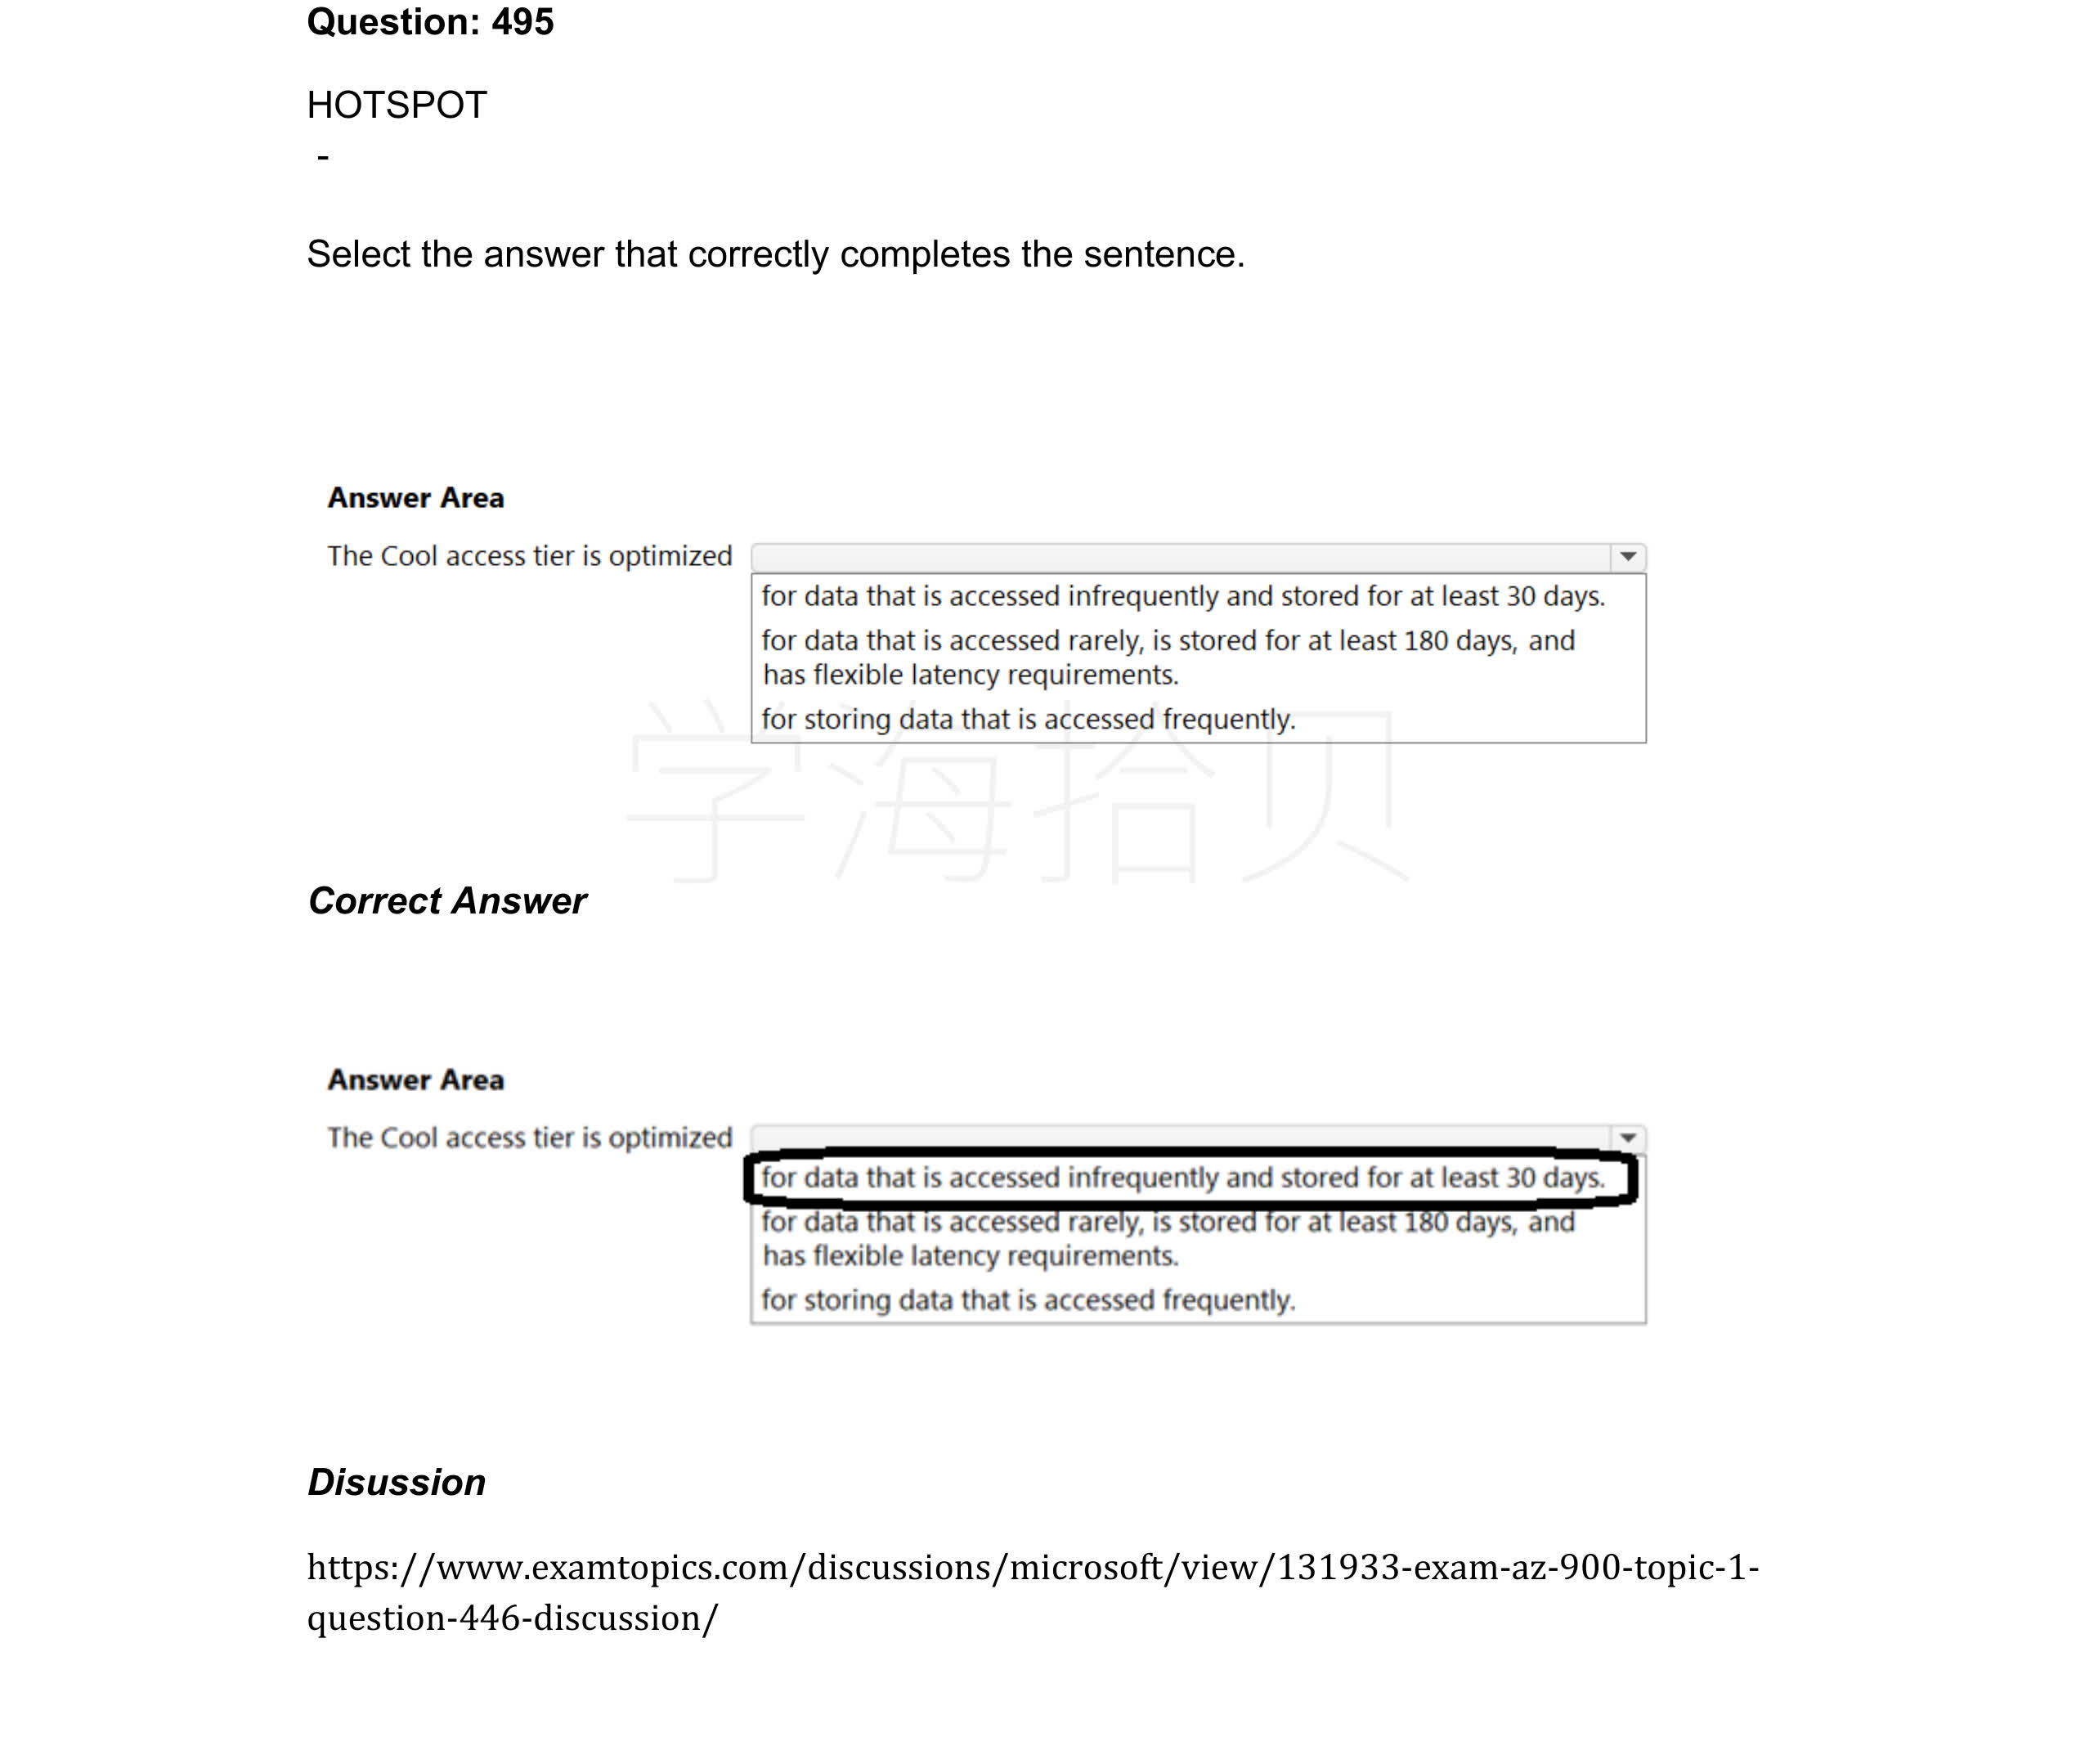 Question: 495
HOTSPOT
-
Select the answer that correctly completes the sentence.
Answer Area
The Cool access tier is optimized
for data that is accessed infrequently and stored for at least 30 days.
for data that is accessed rarely, is stored for at least 180 days, and
has flexible latency requirements.
for storing data that is accessed frequently.
学海拾贝
Correct Answer
Answer Area
The Cool access tier is optimized
for data that is accessed infrequently and stored for at least 30 days.
for data that is accessed rarely, is stored for at least 180 days, and
has flexible latency requirements.
for storing data that is accessed frequently.
Disussion
https://www.examtopics.com/discussions/microsoft/view/131933-exam-az-900-topic-1-
question-446-discussion/